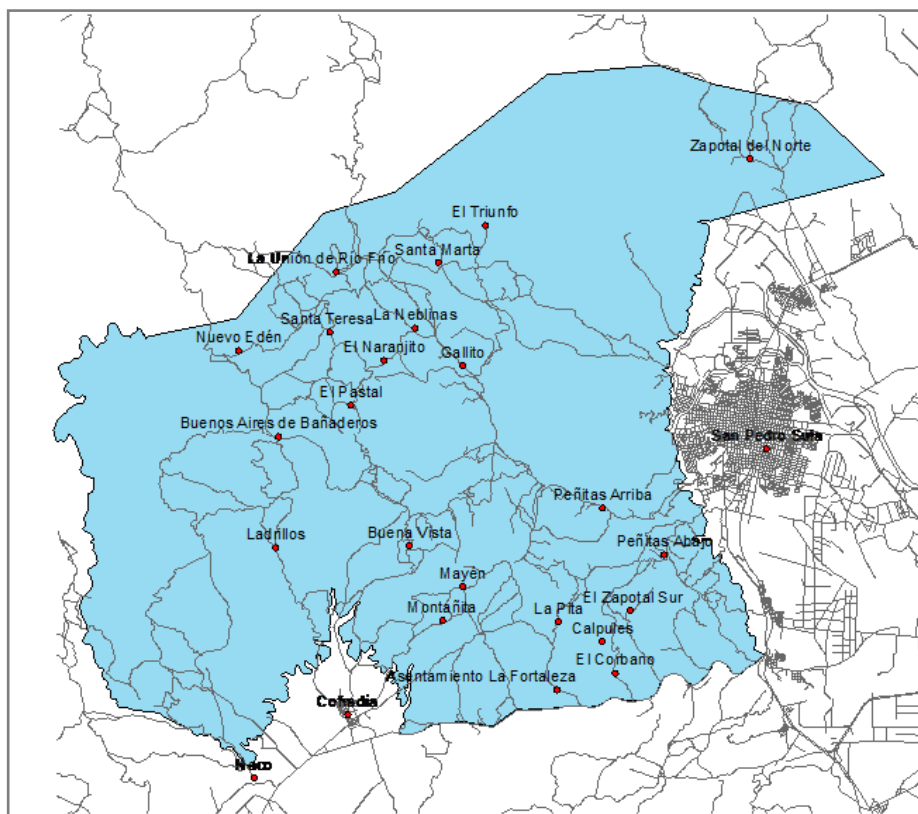 Zapotal del Norte
El Triunfo
Santa Marta
La Unión de Río Frío
La Neblinas
Santa Teresa
Nuevo Edén
El Naranjito
Gallito
El Pastal
Buenos Aires de Bañaderos
San Pedro Sula
Peñitas Arriba
Ladrillos
Buena Vista
Peñitas Abajo
Mayén
El Zapotal Sur
Montañita
La Pita
Calpules
El Corbano
Asentamiento La Fortaleza
Cofradía
Naco